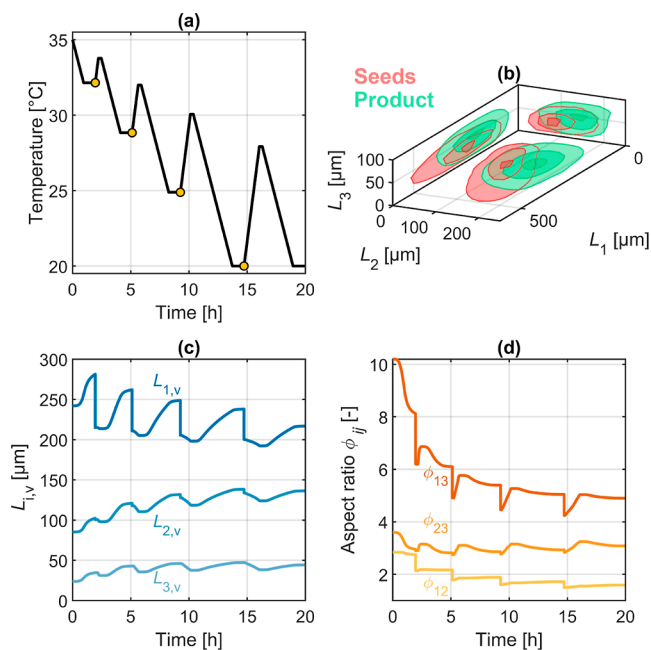 (a)
35
30
25
20
Temperature [°C]
0 5 10 15 20
Time [h]
(b)
Seeds
Product
100
50
0
L3 [µm]
0
100
200
L2 [µm]
500
0
L1 [µm]
(c)
300
250
200
150
100
50
0
Li,v [µm]
L1,v
L2,v
L3,v
0 5 10 15 20
Time [h]
(d)
10
8
6
4
2
Aspect ratio ϕij [-]
ϕ13
ϕ23
ϕ12
0 5 10 15 20
Time [h]